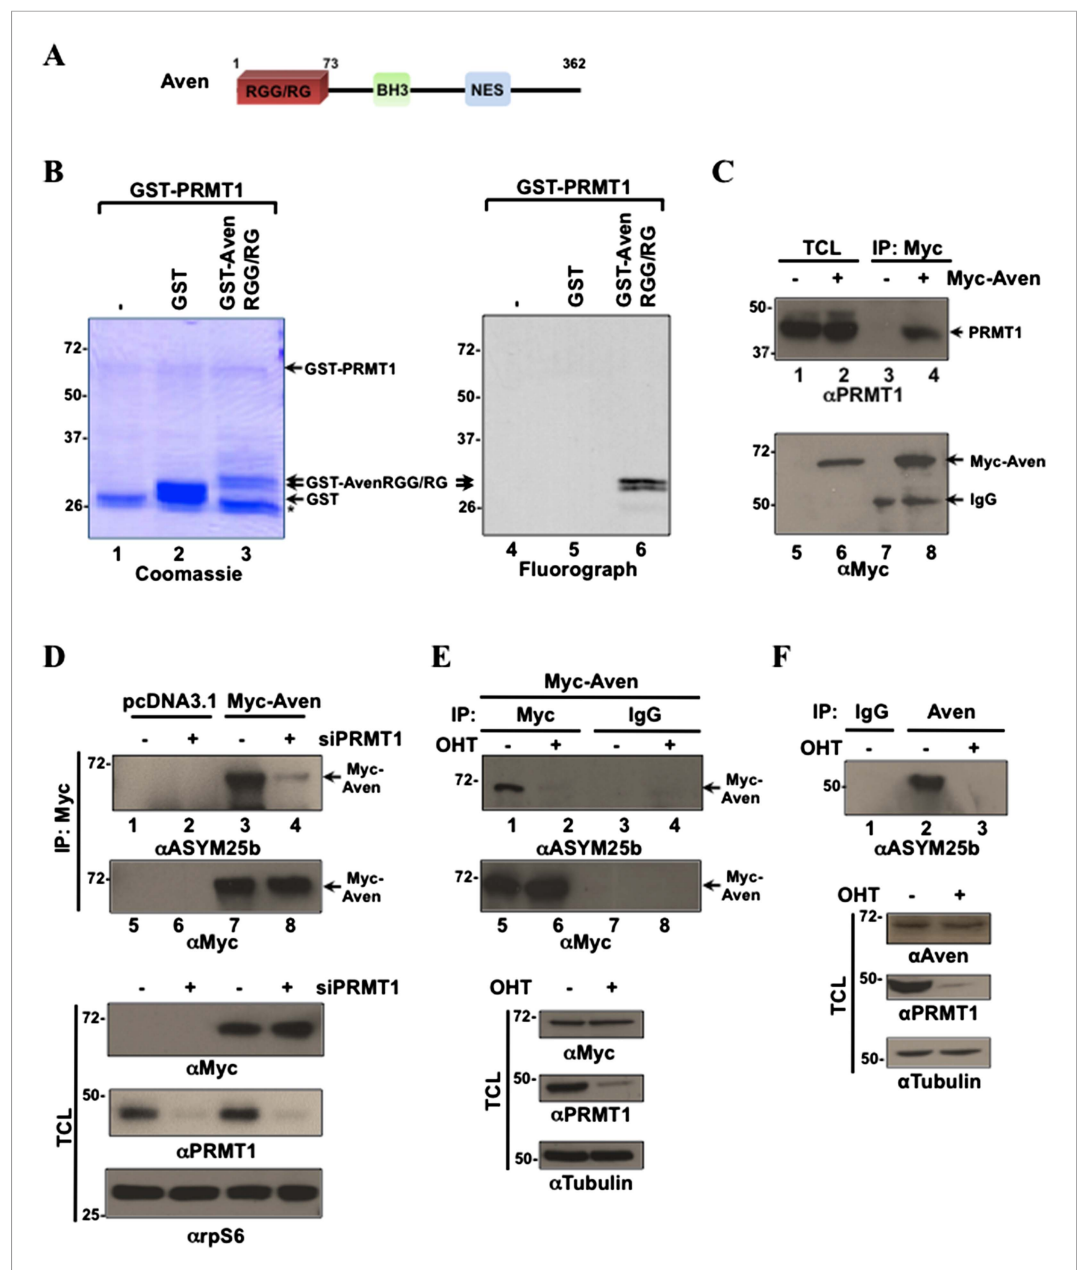 A
1 73 362
Aven RGG/RG BH3 NES
B
GST-PRMT1
- GST GST-Aven RGG/RG
72-
50-
37-
26-
GST-PRMT1
GST-AvenRGG/RG
GST
*
1 2 3
Coomassie
GST-PRMT1
- GST GST-Aven RGG/RG
72-
50-
37-
26-
4 5 6
Fluorograph
C
TCL IP: Myc
- + - + Myc-Aven
50-
37-
PRMT1
1 2 3 4
αPRMT1
72-
50-
Myc-Aven
IgG
5 6 7 8
αMyc
D
pcDNA3.1 Myc-Aven
- + - + siPRMT1
IP: Myc
72-
Myc-
Aven
1 2 3 4
αASYM25b
72-
Myc-
Aven
5 6 7 8
αMyc
- + - + siPRMT1
TCL
72-
αMyc
50-
αPRMT1
25-
αrpS6
E
Myc-Aven
IP: Myc IgG
OHT - + - +
72-
Myc-
Aven
1 2 3 4
αASYM25b
72-
Myc-
Aven
5 6 7 8
αMyc
OHT - +
TCL
72-
αMyc
50-
αPRMT1
50-
αTubulin
F
IP: IgG Aven
OHT - - +
50-
1 2 3
αASYM25b
OHT - +
TCL
72-
αAven
50-
αPRMT1
50-
αTubulin